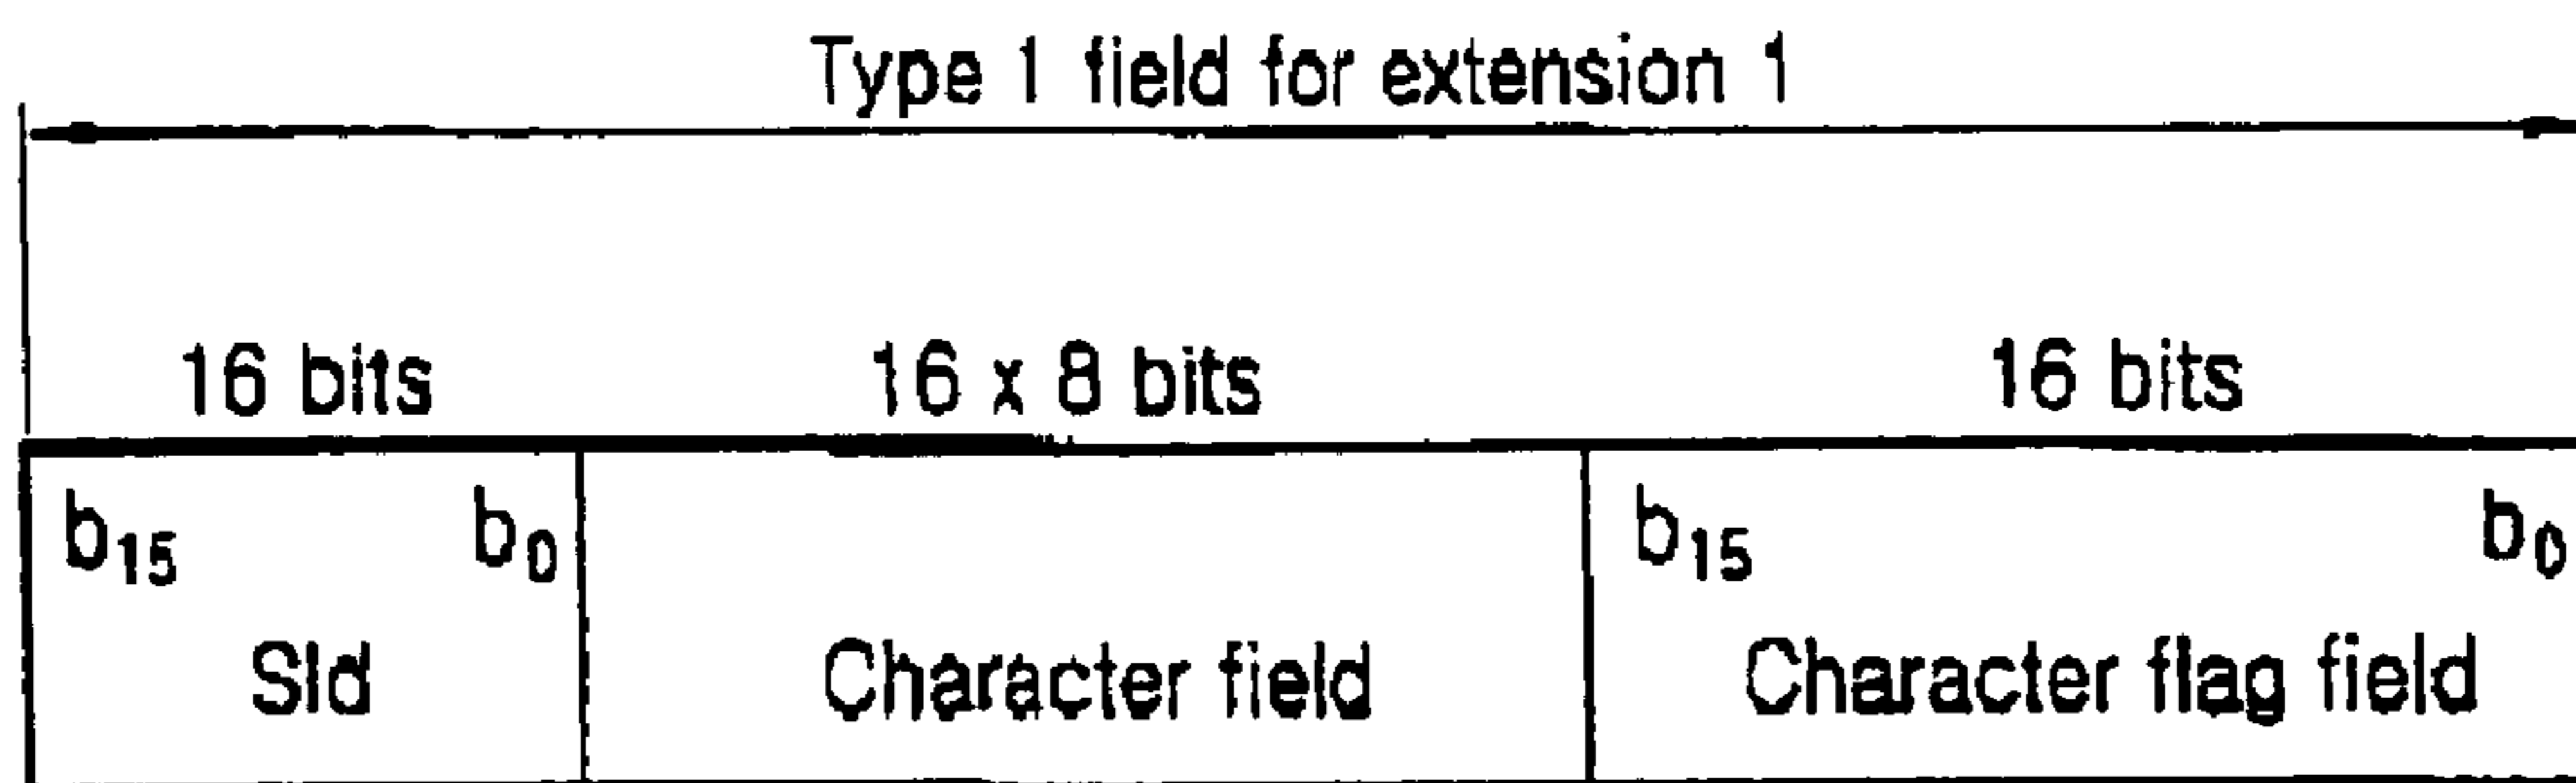 Type 1 field for extension 1
16 bits 16 x 8 bits 16 bits
b15 b0 b15 b0
SId Character field Character flag field